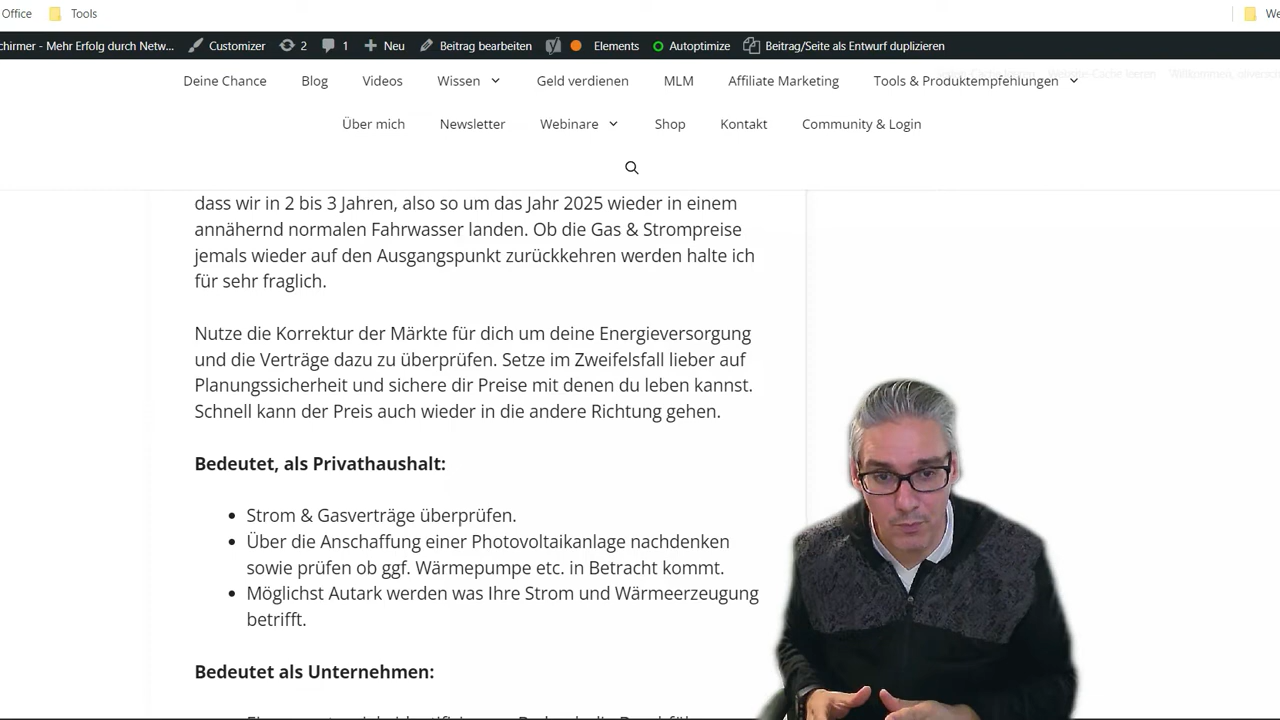 Office Tools We
chirmer - Mehr Erfolg durch Netw... Customizer 2 1 Neu Beitrag bearbeiten Elements Autoptimize Beitrag/Seite als Entwurf duplizieren
Deine Chance Blog Videos Wissen Geld verdienen MLM Affiliate Marketing Tools & Produktempfehlungen
Über mich Newsletter Webinare Shop Kontakt Community & Login
dass wir in 2 bis 3 Jahren, also so um das Jahr 2025 wieder in einem
annähernd normalen Fahrwasser landen. Ob die Gas & Strompreise
jemals wieder auf den Ausgangspunkt zurückkehren werden halte ich
für sehr fraglich.
Nutze die Korrektur der Märkte für dich um deine Energieversorgung
und die Verträge dazu zu überprüfen. Setze im Zweifelsfall lieber auf
Planungssicherheit und sichere dir Preise mit denen du leben kannst.
Schnell kann der Preis auch wieder in die andere Richtung gehen.
Bedeutet, als Privathaushalt:
Strom & Gasverträge überprüfen.
Über die Anschaffung einer Photovoltaikanlage nachdenken
sowie prüfen ob ggf. Wärmepumpe etc. in Betracht kommt.
Möglichst Autark werden was Ihre Strom und Wärmeerzeugung
betrifft.
Bedeutet als Unternehmen: